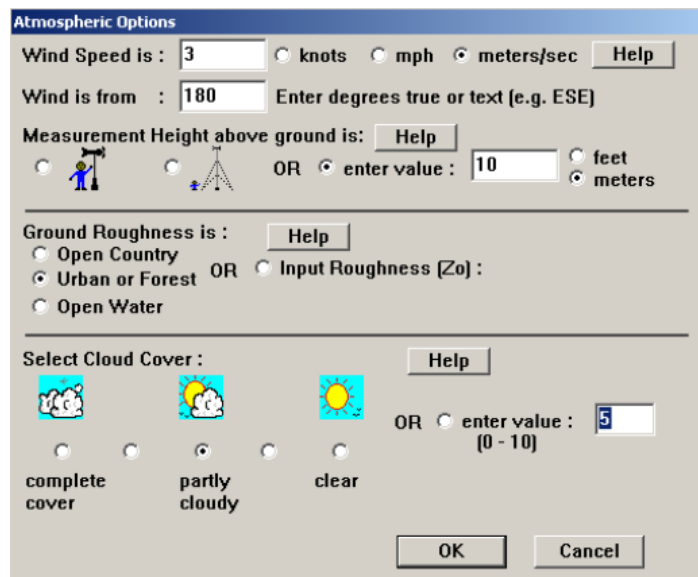 Atmospheric Options
Wind Speed is : 3 knots mph meters/sec Help
Wind is from : 180 Enter degrees true or text (e.g. ESE)
Measurement Height above ground is: Help
OR enter value : 10 feet
meters
Ground Roughness is : Help
Open Country
Urban or Forest OR Input Roughness (Zo) :
Open Water
Select Cloud Cover : Help
OR enter value : 5
(0 - 10)
complete cover partly cloudy clear
OK Cancel